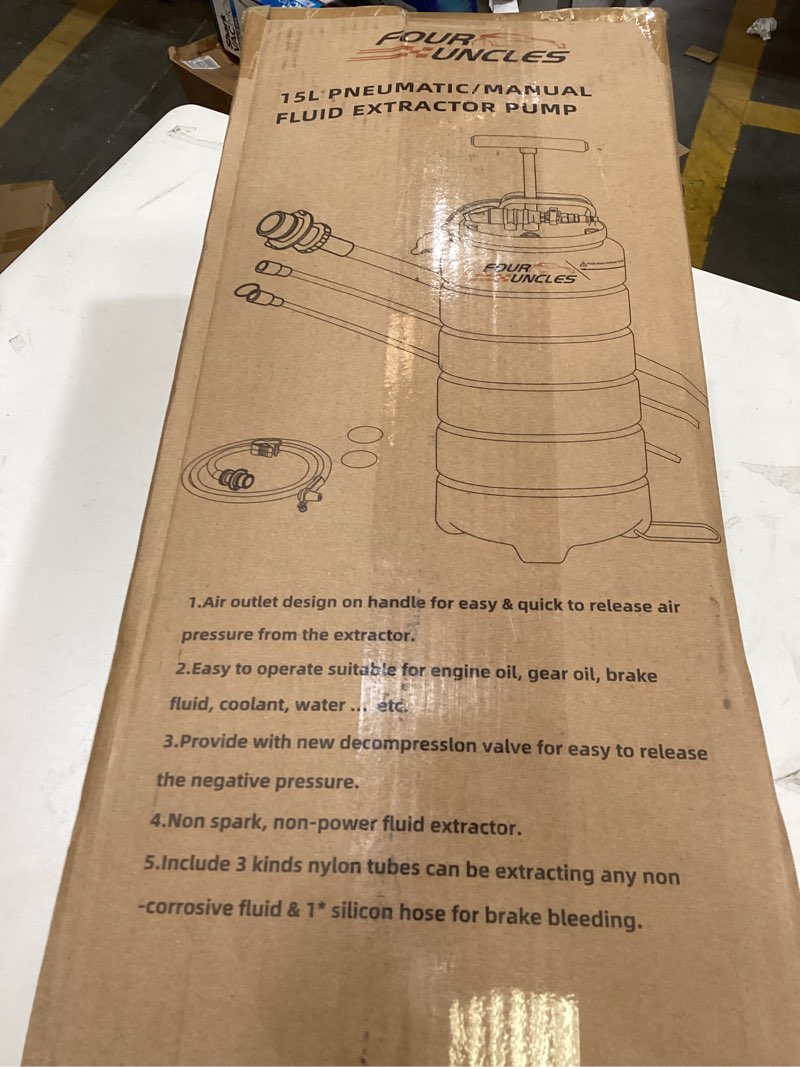 FOUR
UNCLES
15L PNEUMATIC/MANUAL
FLUID EXTRACTOR PUMP
FOUR
UNCLES
1.Air outlet design on handle for easy & quick to release air
pressure from the extractor.
2.Easy to operate suitable for engine oil, gear oil, brake
fluid, coolant, water ... etc.
3.Provide with new decompresslon valve for easy to release
the negative pressure.
4.Non spark, non-power fluid extractor.
5.Include 3 kinds nylon tubes can be extracting any non
-corrosive fluid & 1* silicon hose for brake bleeding.